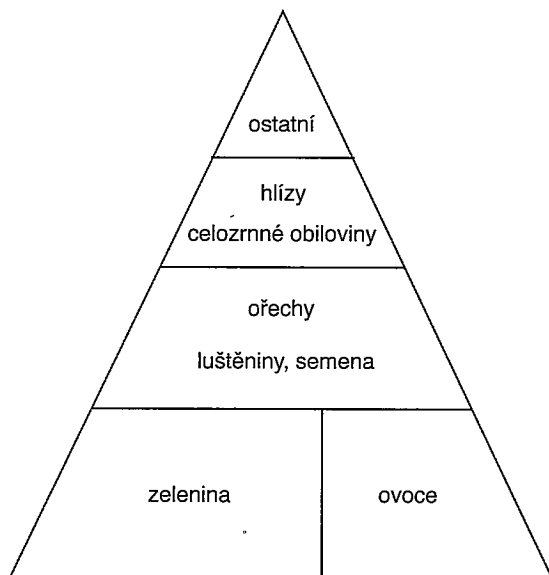 ostatní
hlízy
celozrnné obiloviny
ořechy
luštěniny, semena
zelenina
ovoce